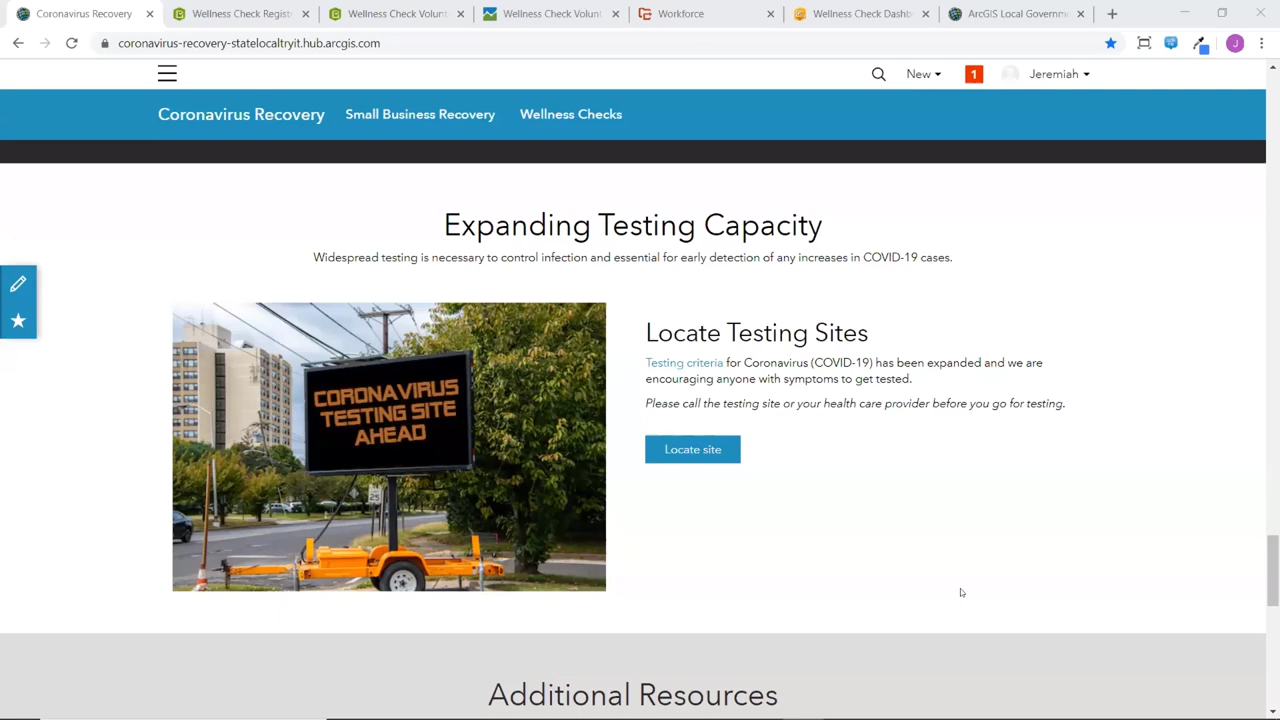 Coronavirus Recovery
Wellness Check Regist
Wellness Check Volunt
Wellness Check Volunt
Workforce
Wellness Check Dashb
ArcGIS Local Governm
coronavirus-recovery-statelocaltryit.hub.arcgis.com
J
New
1
Jeremiah
Coronavirus Recovery
Small Business Recovery
Wellness Checks
Expanding Testing Capacity
Widespread testing is necessary to control infection and essential for early detection of any increases in COVID-19 cases.
CORONAVIRUS
TESTING SITE
AHEAD
25
Locate Testing Sites
Testing criteria for Coronavirus (COVID-19) has been expanded and we are
encouraging anyone with symptoms to get tested.
Please call the testing site or your health care provider before you go for testing.
Locate site
Additional Resources